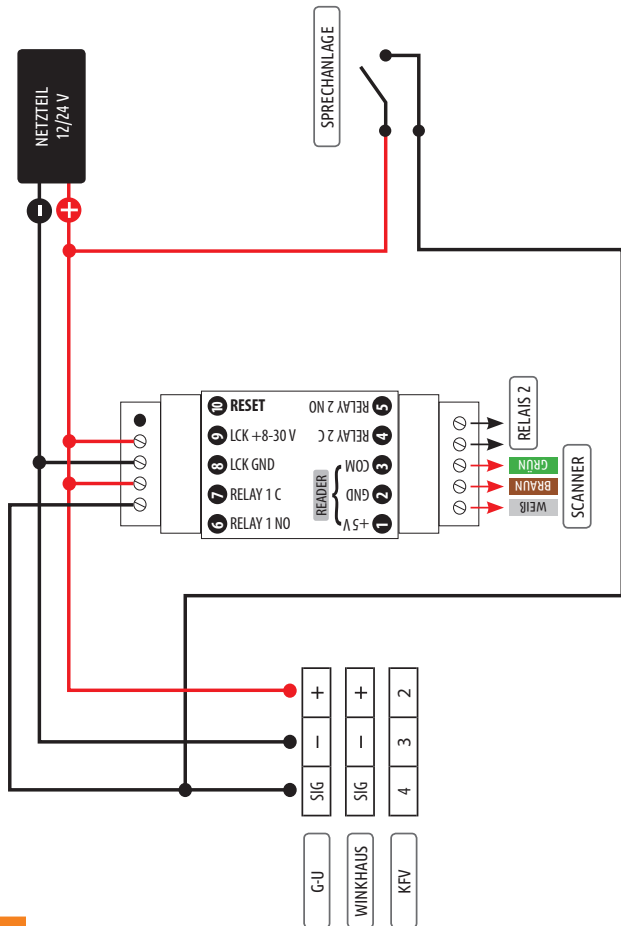 NETZTEIL
12/24 V
SPRECHANLAGE
-
+
10 RESET
9 LCK +8-30 V
8 LCK GND
7 RELAY 1 C
6 RELAY 1 NO
5 RELAY 2 NO
4 RELAY 2 C
3 COM
2 GND
1 +5 V
READER
RELAIS 2
GRÜN
BRAUN
WEIß
SCANNER
G-U
SIG
–
+
WINKHAUS
SIG
–
+
KFV
4
3
2